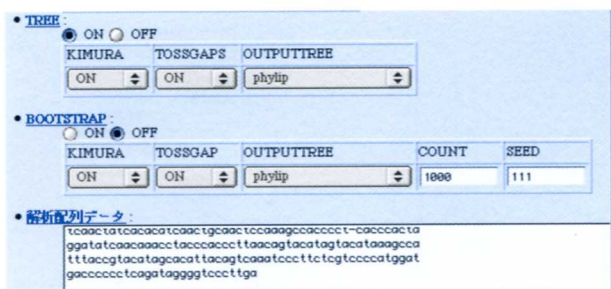 • TREE :
ON OFF
KIMURA TOSSGAPS OUTPUTTREE
ON ON phylip
• BOOTSTRAP :
ON OFF
KIMURA TOSSGAP OUTPUTTREE COUNT SEED
ON ON phylip 1000 111
• 解析配列データ :
tcaactatcacacatcaactgcaactccaaagccacccct-cacccacta
ggatatcaacaaacctacccacccttaacagtacatagtacataaagcca
tttaccgtacatagcacattacagtcaaatcccttctcgtccccatggat
gacccccctcagataggggtcccttga